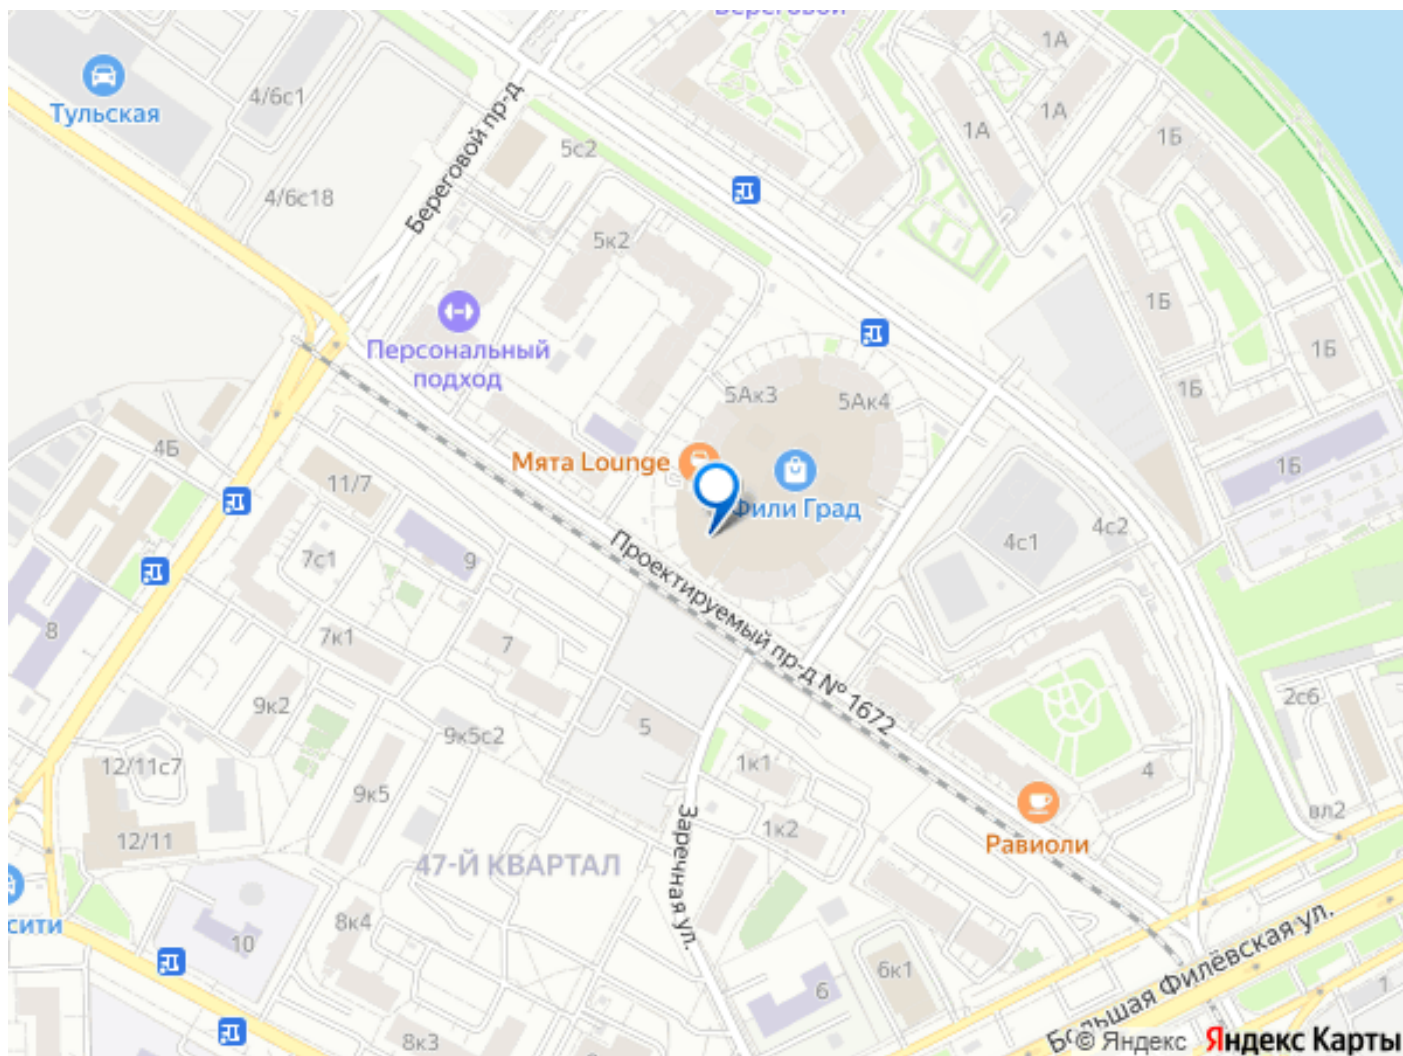 Береговой
1А
1А
1А
1Б
Тульская
4/6с1
Береговой пр-д
5с2
4/6с18
5к2
1Б
1Б
Персональный
подход
5Ак3
5Ак4
1Б
4Б
Мята Lounge
1Б
11/7
Фили Град
4с2
4с1
9
7с1
Проектируемый пр-д № 1672
8
7к1
7
9к2
5
2с6
9к5с2
1к1
4
12/11с7
9к5
вл2
12/11
1к2
Равиоли
Заречная ул.
47-Й КВАРТАЛ
сити
8к4
10
6к1
Большая Филёвская ул.
6
1
8к3
© Яндекс Яндекс Карты